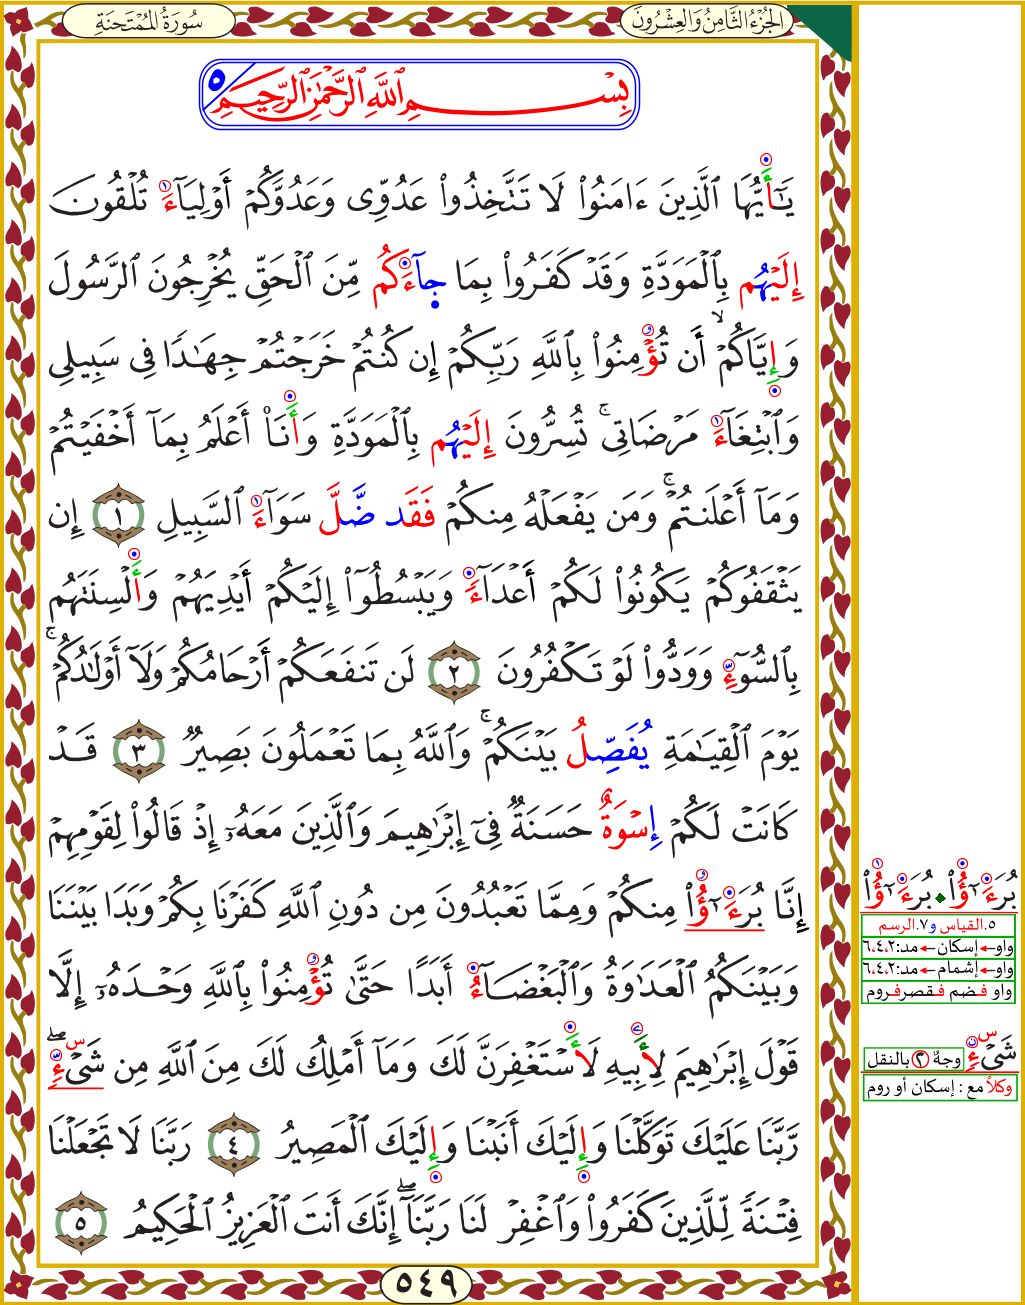 سُورَةُ المُمْتَحنَةِ
الجُزْءُ الثَّامِنُ وَالعِشْرُونَ
بِسْمِ ٱللَّهِ ٱلرَّحْمَٰنِ ٱلرَّحِيمِ ٥
يَـٰٓأَيُّهَا ٱلَّذِينَ ءَامَنُوا۟ لَا تَتَّخِذُوا۟ عَدُوِّى وَعَدُوَّكُمْ أَوْلِيَآءَ تُلْقُونَ
إِلَيْهُم بِٱلْمَوَدَّةِ وَقَدْ كَفَرُوا۟ بِمَا جَآءَكُم مِّنَ ٱلْحَقِّ يُخْرِجُونَ ٱلرَّسُولَ
وَإِيَّاكُمْ ۙ أَن تُؤْمِنُوا۟ بِٱللَّهِ رَبِّكُمْ إِن كُنتُمْ خَرَجْتُمْ جِهَـٰدًا فِى سَبِيلِى
وَٱبْتِغَآءَ مَرْضَاتِى ۚ تُسِرُّونَ إِلَيْهُم بِٱلْمَوَدَّةِ وَأَنَا۠ أَعْلَمُ بِمَآ أَخْفَيْتُمْ
وَمَآ أَعْلَنتُمْ ۚ وَمَن يَفْعَلْهُ مِنكُمْ فَقَد ضَّلَّ سَوَآءَ ٱلسَّبِيلِ ١ إِن
يَثْقَفُوكُمْ يَكُونُوا۟ لَكُمْ أَعْدَآءً وَيَبْسُطُوٓا۟ إِلَيْكُمْ أَيْدِيَهُمْ وَأَلْسِنَتَهُم
بِٱلسُّوٓءِ وَوَدُّوا۟ لَوْ تَكْفُرُونَ ٢ لَن تَنفَعَكُمْ أَرْحَامُكُمْ وَلَآ أَوْلَـٰدُكُمْ ۚ
يَوْمَ ٱلْقِيَـٰمَةِ يُفَصِّلُ بَيْنَكُمْ ۚ وَٱللَّهُ بِمَا تَعْمَلُونَ بَصِيرٌ ٣ قَدْ
كَانَتْ لَكُمْ إِسْوَةٌ حَسَنَةٌ فِىٓ إِبْرَٰهِيمَ وَٱلَّذِينَ مَعَهُۥٓ إِذْ قَالُوا۟ لِقَوْمِهِمْ
إِنَّا بُرَءَٰٓؤُا۟ مِنكُمْ وَمِمَّا تَعْبُدُونَ مِن دُونِ ٱللَّهِ كَفَرْنَا بِكُمْ وَبَدَا بَيْنَنَا
وَبَيْنَكُمُ ٱلْعَدَٰوَةُ وَٱلْبَغْضَآءُ أَبَدًا حَتَّىٰ تُؤْمِنُوا۟ بِٱللَّهِ وَحْدَهُۥٓ إِلَّا
قَوْلَ إِبْرَٰهِيمَ لِأَبِيهِ لَأَسْتَغْفِرَنَّ لَكَ وَمَآ أَمْلِكُ لَكَ مِنَ ٱللَّهِ مِن شَىْءٍ ۖ
رَّبَّنَا عَلَيْكَ تَوَكَّلْنَا وَإِلَيْكَ أَنَبْنَا وَإِلَيْكَ ٱلْمَصِيرُ ٤ رَبَّنَا لَا تَجْعَلْنَا
فِتْنَةً لِّلَّذِينَ كَفَرُوا۟ وَٱغْفِرْ لَنَا رَبَّنَآ ۖ إِنَّكَ أَنتَ ٱلْعَزِيزُ ٱلْحَكِيمُ ٥
٥٤٩
بُرَءَٰٓؤُا۟ بُرَءَٰٓؤُا۟
٥.القياس و٧.الرسم
واو←إسكان←مد:٦،٤،٢
واو←إشمام←مد:٦،٤،٢
واو فضم فقصرفروم
شَىْءٍ وجهٌ ٢ بالنقل
وكلاً مع : إسكان أو روم